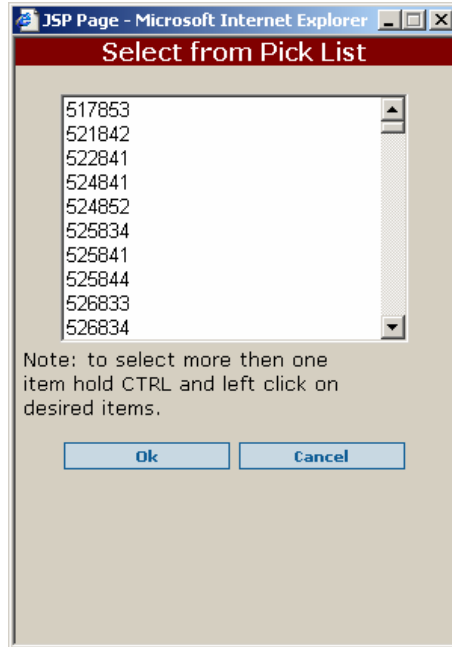 JSP Page - Microsoft Internet Explorer
Select from Pick List
517853
521842
522841
524841
524852
525834
525841
525844
526833
526834
Note: to select more then one
item hold CTRL and left click on
desired items.
Ok Cancel